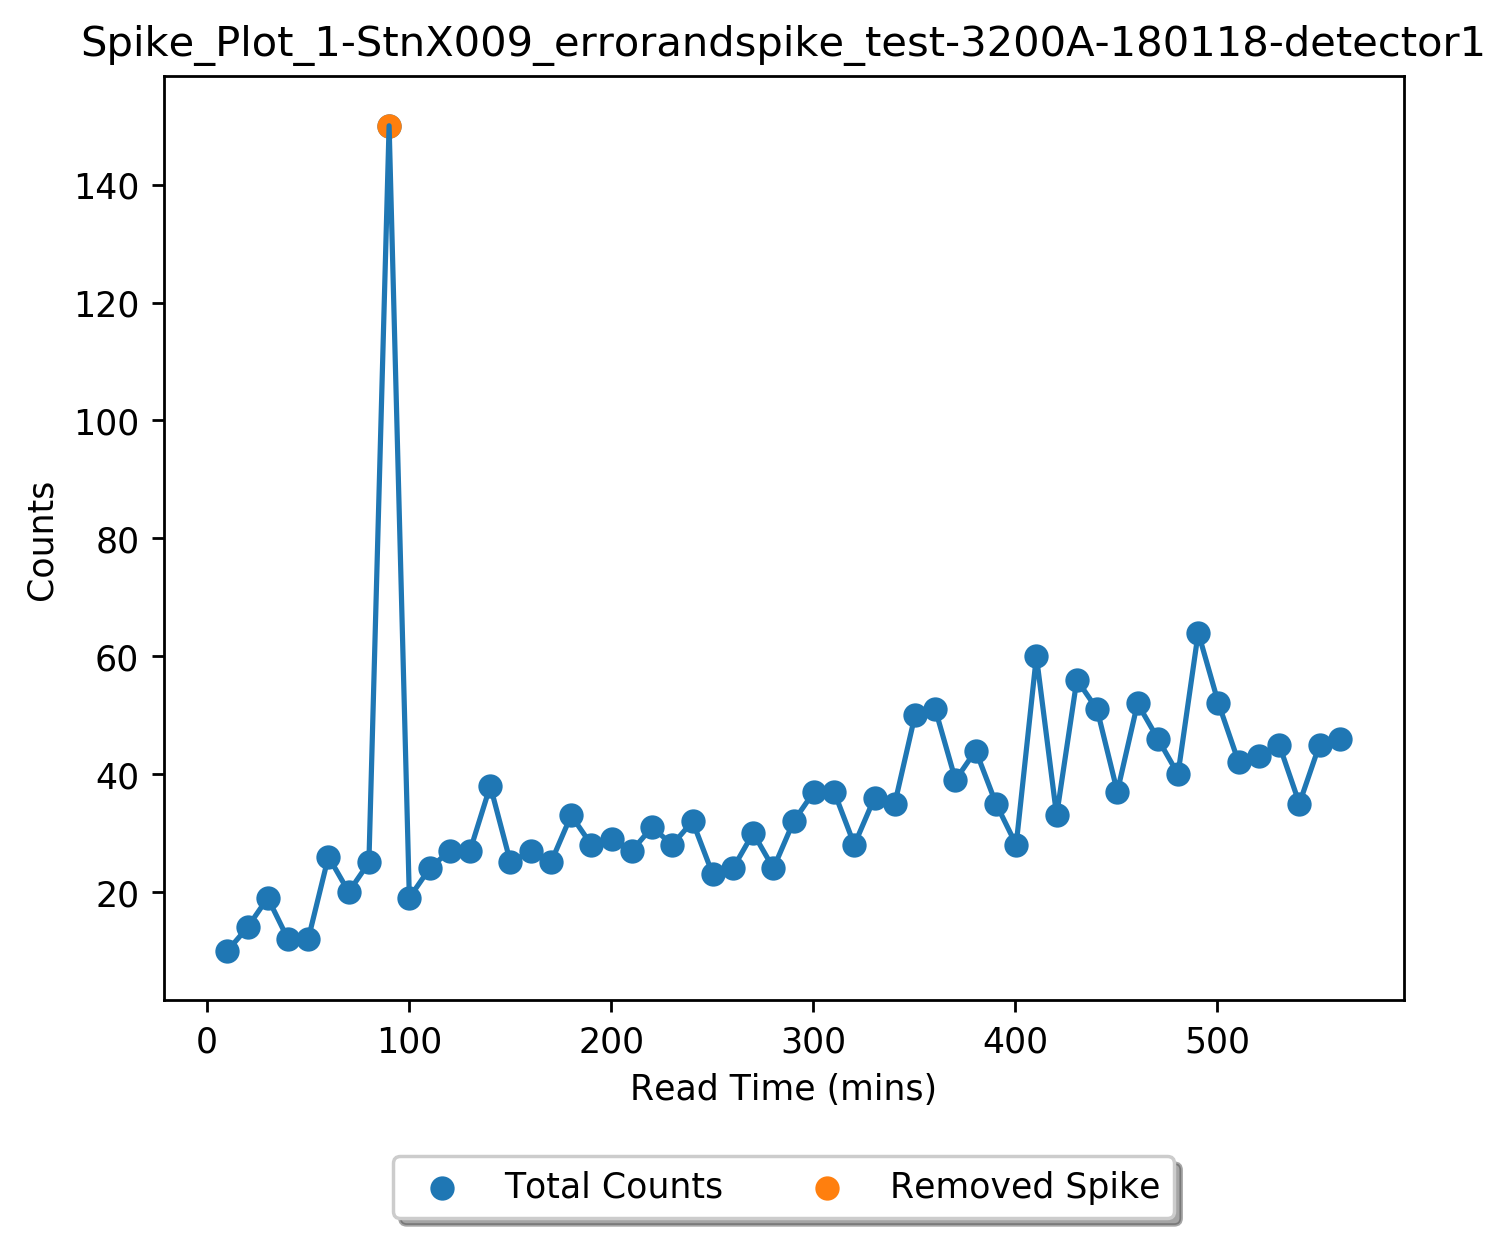 Spike_Plot_1-StnX009_errorandspike_test-3200A-180118-detector1
140
120
100
80
60
40
20
Counts
0 100 200 300 400 500
Read Time (mins)
Total Counts Removed Spike